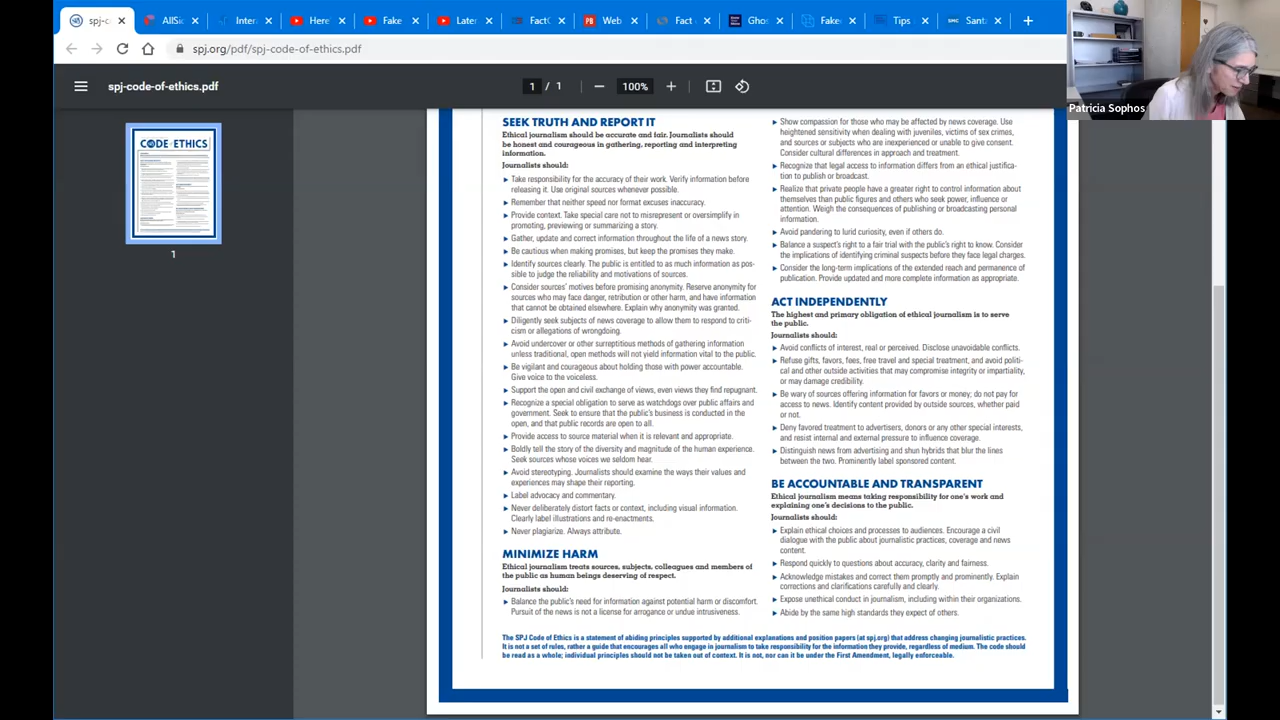 spj-c
AllSic
Intera
Here'
Fake
Later
FactC
Web
Fact
Ghos
Fake
Tips
Sant
spj.org/pdf/spj-code-of-ethics.pdf
spj-code-of-ethics.pdf
1 / 1
100%
Patricia Sophos
CODE OF ETHICS
1
SEEK TRUTH AND REPORT IT
Ethical journalism should be accurate and fair. Journalists should
be honest and courageous in gathering, reporting and interpreting
information.
Journalists should:
▶ Take responsibility for the accuracy of their work. Verify information before
releasing it. Use original sources whenever possible.
▶ Remember that neither speed nor format excuses inaccuracy.
▶ Provide context. Take special care not to misrepresent or oversimplify in
promoting, previewing or summarizing a story.
▶ Gather, update and correct information throughout the life of a news story.
▶ Be cautious when making promises, but keep the promises they make.
▶ Identify sources clearly. The public is entitled to as much information as pos-
sible to judge the reliability and motivations of sources.
▶ Consider sources' motives before promising anonymity. Reserve anonymity for
sources who may face danger, retribution or other harm, and have information
that cannot be obtained elsewhere. Explain why anonymity was granted.
▶ Diligently seek subjects of news coverage to allow them to respond to criti-
cism or allegations of wrongdoing.
▶ Avoid undercover or other surreptitious methods of gathering information
unless traditional, open methods will not yield information vital to the public.
▶ Be vigilant and courageous about holding those with power accountable.
Give voice to the voiceless.
▶ Support the open and civil exchange of views, even views they find repugnant.
▶ Recognize a special obligation to serve as watchdogs over public affairs and
government. Seek to ensure that the public's business is conducted in the
open, and that public records are open to all.
▶ Provide access to source material when it is relevant and appropriate.
▶ Boldly tell the story of the diversity and magnitude of the human experience.
Seek sources whose voices we seldom hear.
▶ Avoid stereotyping. Journalists should examine the ways their values and
experiences may shape their reporting.
▶ Label advocacy and commentary.
▶ Never deliberately distort facts or context, including visual information.
Clearly label illustrations and re-enactments.
▶ Never plagiarize. Always attribute.
MINIMIZE HARM
Ethical journalism treats sources, subjects, colleagues and members of
the public as human beings deserving of respect.
Journalists should:
▶ Balance the public's need for information against potential harm or discomfort.
Pursuit of the news is not a license for arrogance or undue intrusiveness.
▶ Show compassion for those who may be affected by news coverage. Use
heightened sensitivity when dealing with juveniles, victims of sex crimes,
and sources or subjects who are inexperienced or unable to give consent.
Consider cultural differences in approach and treatment.
▶ Recognize that legal access to information differs from an ethical justifica-
tion to publish or broadcast.
▶ Realize that private people have a greater right to control information about
themselves than public figures and others who seek power, influence or
attention. Weigh the consequences of publishing or broadcasting personal
information.
▶ Avoid pandering to lurid curiosity, even if others do.
▶ Balance a suspect's right to a fair trial with the public's right to know. Consider
the implications of identifying criminal suspects before they face legal charges.
▶ Consider the long-term implications of the extended reach and permanence of
publication. Provide updated and more complete information as appropriate.
ACT INDEPENDENTLY
The highest and primary obligation of ethical journalism is to serve
the public.
Journalists should:
▶ Avoid conflicts of interest, real or perceived. Disclose unavoidable conflicts.
▶ Refuse gifts, favors, fees, free travel and special treatment, and avoid politi-
cal and other outside activities that may compromise integrity or impartiality,
or may damage credibility.
▶ Be wary of sources offering information for favors or money; do not pay for
access to news. Identify content provided by outside sources, whether paid
or not.
▶ Deny favored treatment to advertisers, donors or any other special interests,
and resist internal and external pressure to influence coverage.
▶ Distinguish news from advertising and shun hybrids that blur the lines
between the two. Prominently label sponsored content.
BE ACCOUNTABLE AND TRANSPARENT
Ethical journalism means taking responsibility for one's work and
explaining one's decisions to the public.
Journalists should:
▶ Explain ethical choices and processes to audiences. Encourage a civil
dialogue with the public about journalistic practices, coverage and news
content.
▶ Respond quickly to questions about accuracy, clarity and fairness.
▶ Acknowledge mistakes and correct them promptly and prominently. Explain
corrections and clarifications carefully and clearly.
▶ Expose unethical conduct in journalism, including within their organizations.
▶ Abide by the same high standards they expect of others.
The SPJ Code of Ethics is a statement of abiding principles supported by additional explanations and position papers (at spj.org) that address changing journalistic practices.
It is not a set of rules, rather a guide that encourages all who engage in journalism to take responsibility for the information they provide, regardless of medium. The code should
be read as a whole; individual principles should not be taken out of context. It is not, nor can it be under the First Amendment, legally enforceable.